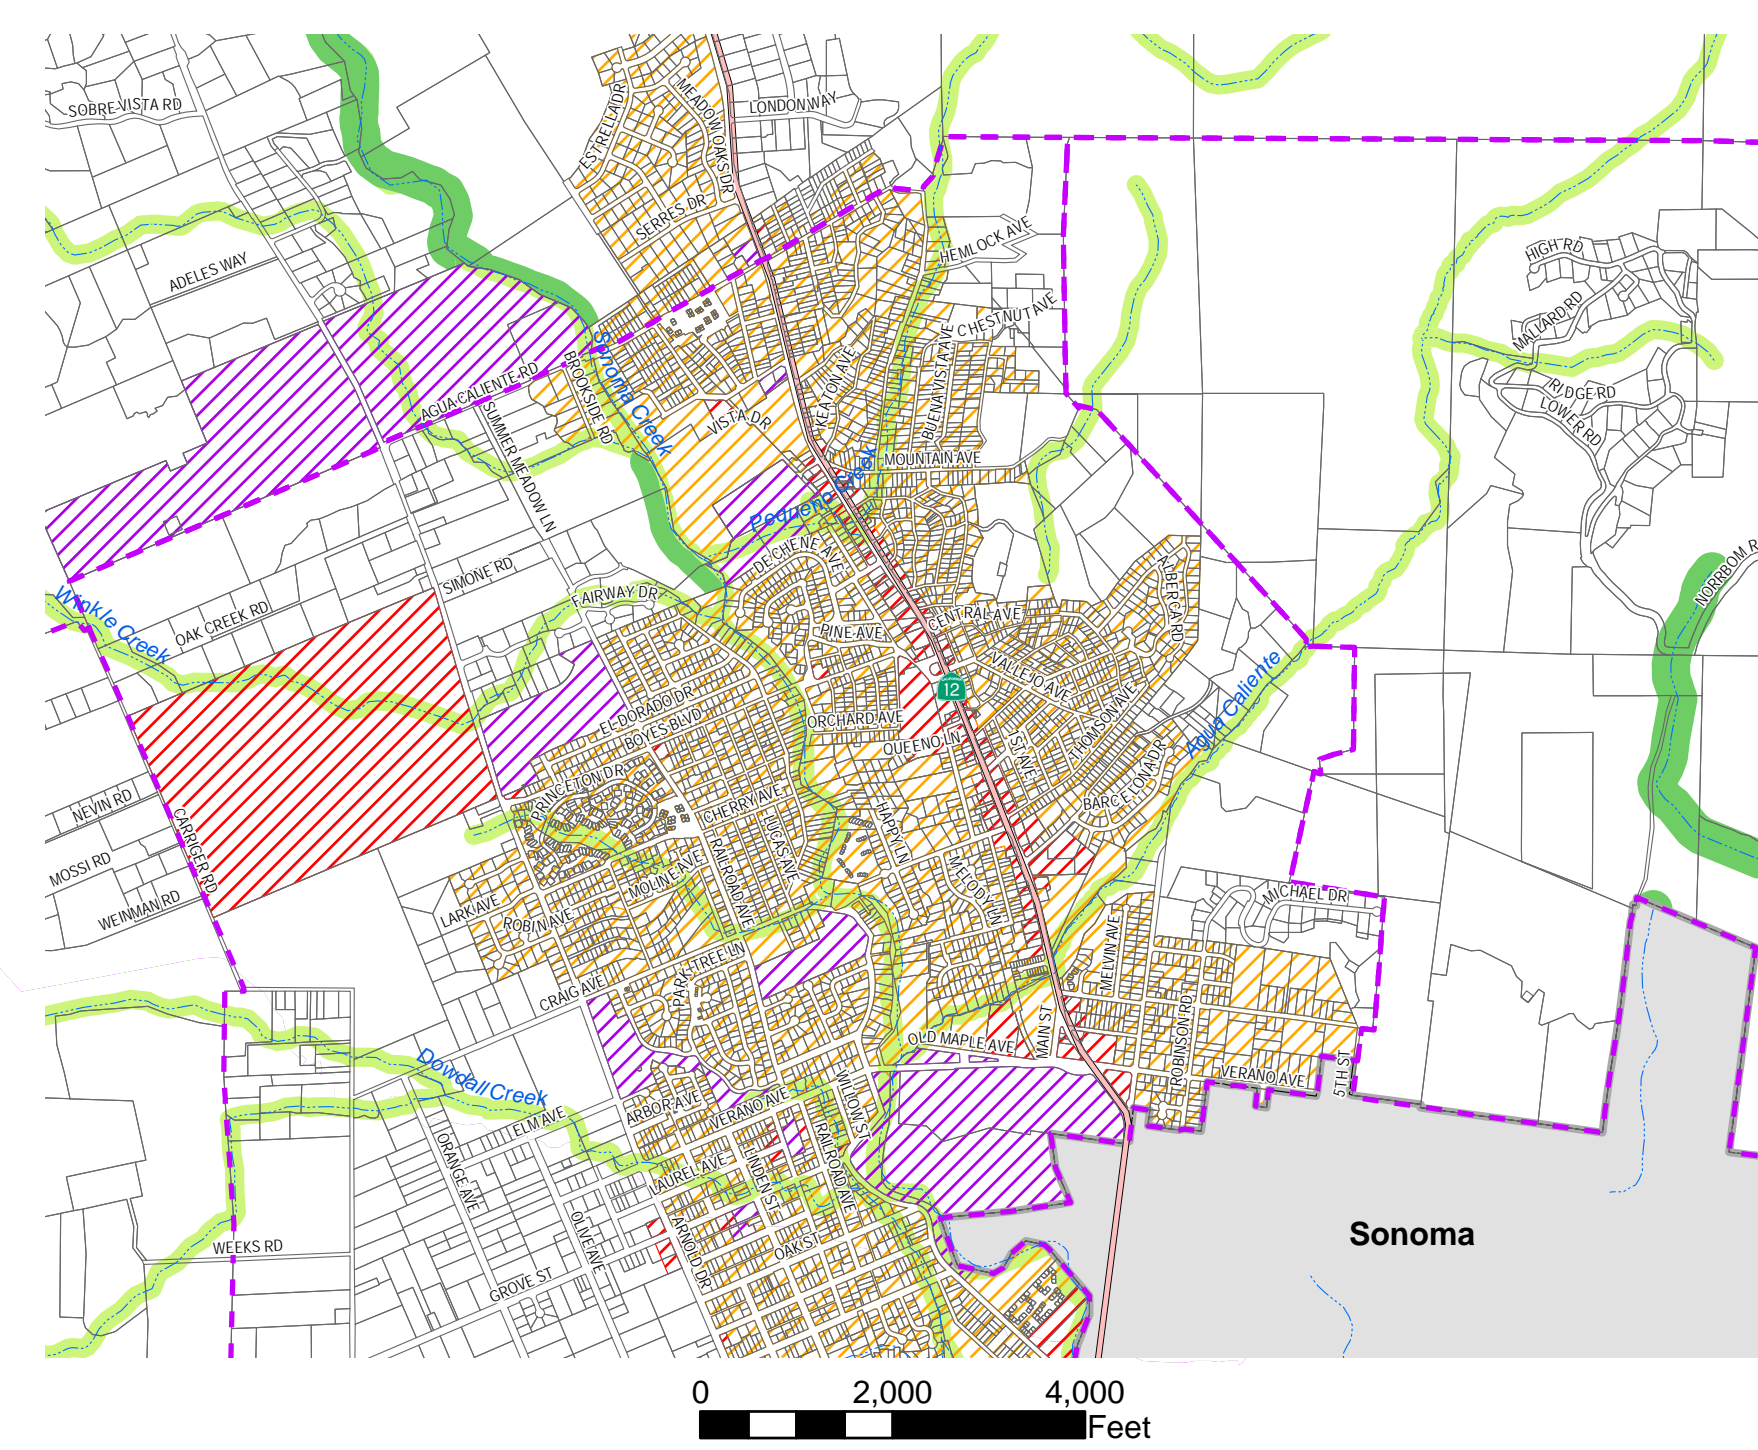 SOBRE VISTA RD
MEADOW OAKS DR
LONDON WAY
ESTRELLA DR
SERRES DR
ADELES WAY
HEMLOCK AVE
HIGH RD
CHESTNUT AVE
MALLARD RD
Sonoma Creek
BROOKSIDE RD
AGUA CALIENTE RD
KEATON AVE
BUENA VISTA AVE
RIDGE RD
LOWER RD
SUMMER MEADOW LN
VISTA DR
MOUNTAIN AVE
Pequeno Creek
DE CHENE AVE
ALBERCA RD
NORRBOM R
SIMONE RD
FAIRWAY DR
Winkle Creek
OAK CREEK RD
CENTRAL AVE
PINE AVE
VALLEJO AVE
CALIFORNIA
12
EL DORADO DR
BOYES BLVD
ORCHARD AVE
QUEENO LN
1ST AVE
THOMSON AVE
Agua Caliente
BARCELONA DR
PRINCETON DR
CHERRY AVE
LUCAS AVE
HAPPY LN
NEVIN RD
CARRIGER RD
MOSSI RD
WEINMAN RD
MOLINE AVE
RAILROAD AVE
MELODY LN
MICHAEL DR
LARK AVE
ROBIN AVE
MELVIN AVE
PARK TREE LN
CRAIG AVE
OLD MAPLE AVE
MAIN ST
ROBINSON RD
VERANO AVE
5TH ST
Dowdall Creek
WILLOW ST
ARBOR AVE
VERANO AVE
ELM AVE
ORANGE AVE
RAILROAD AVE
LAUREL AVE
LINDEN ST
OLIVE AVE
ARNOLD DR
OAK ST
WEEKS RD
GROVE ST
Sonoma
0 2,000 4,000
Feet